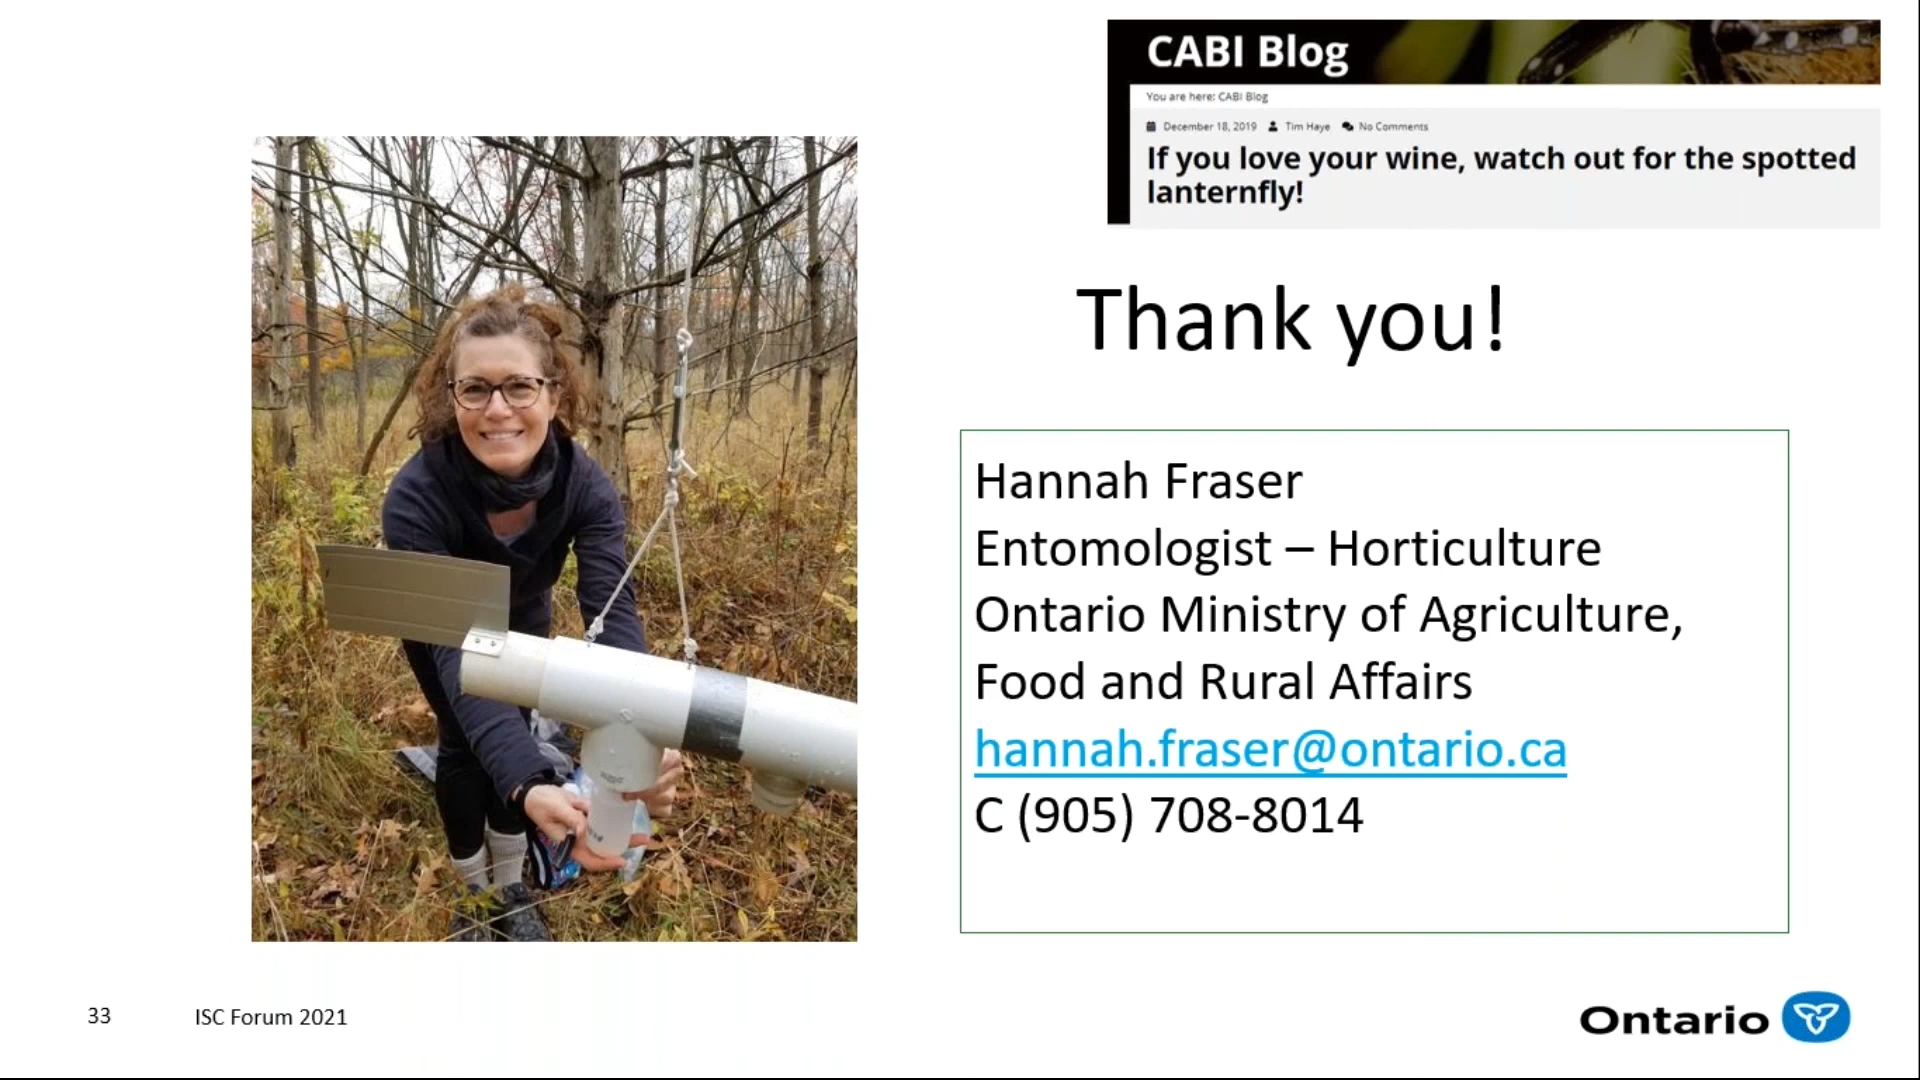 CABI Blog
You are here: CABI Blog
December 18, 2019 Tim Haye No Comments
If you love your wine, watch out for the spotted
lanternfly!
Thank you!
Hannah Fraser
Entomologist – Horticulture
Ontario Ministry of Agriculture,
Food and Rural Affairs
hannah.fraser@ontario.ca
C (905) 708-8014
33
ISC Forum 2021
Ontario